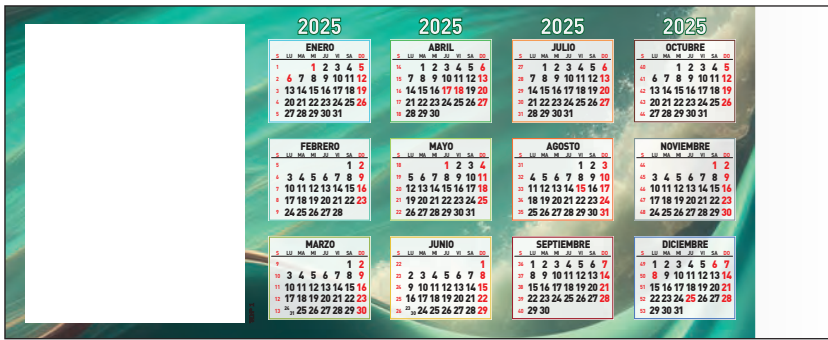 2025 2025 2025 2025
ENERO
S LU MA MI JU VI SA DO
1 1 2 3 4 5
2 6 7 8 9 10 11 12
3 13 14 15 16 17 18 19
4 20 21 22 23 24 25 26
5 27 28 29 30 31
ABRIL
S LU MA MI JU VI SA DO
14 1 2 3 4 5 6
15 7 8 9 10 11 12 13
16 14 15 16 17 18 19 20
17 21 22 23 24 25 26 27
18 28 29 30
JULIO
S LU MA MI JU VI SA DO
27 1 2 3 4 5 6
28 7 8 9 10 11 12 13
29 14 15 16 17 18 19 20
30 21 22 23 24 25 26 27
31 28 29 30 31
OCTUBRE
S LU MA MI JU VI SA DO
40 1 2 3 4 5
41 6 7 8 9 10 11 12
42 13 14 15 16 17 18 19
43 20 21 22 23 24 25 26
44 27 28 29 30 31
FEBRERO
S LU MA MI JU VI SA DO
5 1 2
6 3 4 5 6 7 8 9
7 10 11 12 13 14 15 16
8 17 18 19 20 21 22 23
9 24 25 26 27 28
MAYO
S LU MA MI JU VI SA DO
18 1 2 3 4
19 5 6 7 8 9 10 11
20 12 13 14 15 16 17 18
21 19 20 21 22 23 24 25
22 26 27 28 29 30 31
AGOSTO
S LU MA MI JU VI SA DO
31 1 2 3
32 4 5 6 7 8 9 10
33 11 12 13 14 15 16 17
34 18 19 20 21 22 23 24
35 25 26 27 28 29 30 31
NOVIEMBRE
S LU MA MI JU VI SA DO
44 1 2
45 3 4 5 6 7 8 9
46 10 11 12 13 14 15 16
47 17 18 19 20 21 22 23
48 24 25 26 27 28 29 30
MARZO
S LU MA MI JU VI SA DO
9 1 2
10 3 4 5 6 7 8 9
11 10 11 12 13 14 15 16
12 17 18 19 20 21 22 23
13 24 31 25 26 27 28 29 30
JUNIO
S LU MA MI JU VI SA DO
22 1
23 2 3 4 5 6 7 8
24 9 10 11 12 13 14 15
25 16 17 18 19 20 21 22
26 23 30 24 25 26 27 28 29
SEPTIEMBRE
S LU MA MI JU VI SA DO
36 1 2 3 4 5 6 7
37 8 9 10 11 12 13 14
38 15 16 17 18 19 20 21
39 22 23 24 25 26 27 28
40 29 30
DICIEMBRE
S LU MA MI JU VI SA DO
49 1 2 3 4 5 6 7
50 8 9 10 11 12 13 14
51 15 16 17 18 19 20 21
52 22 23 24 25 26 27 28
53 29 30 31